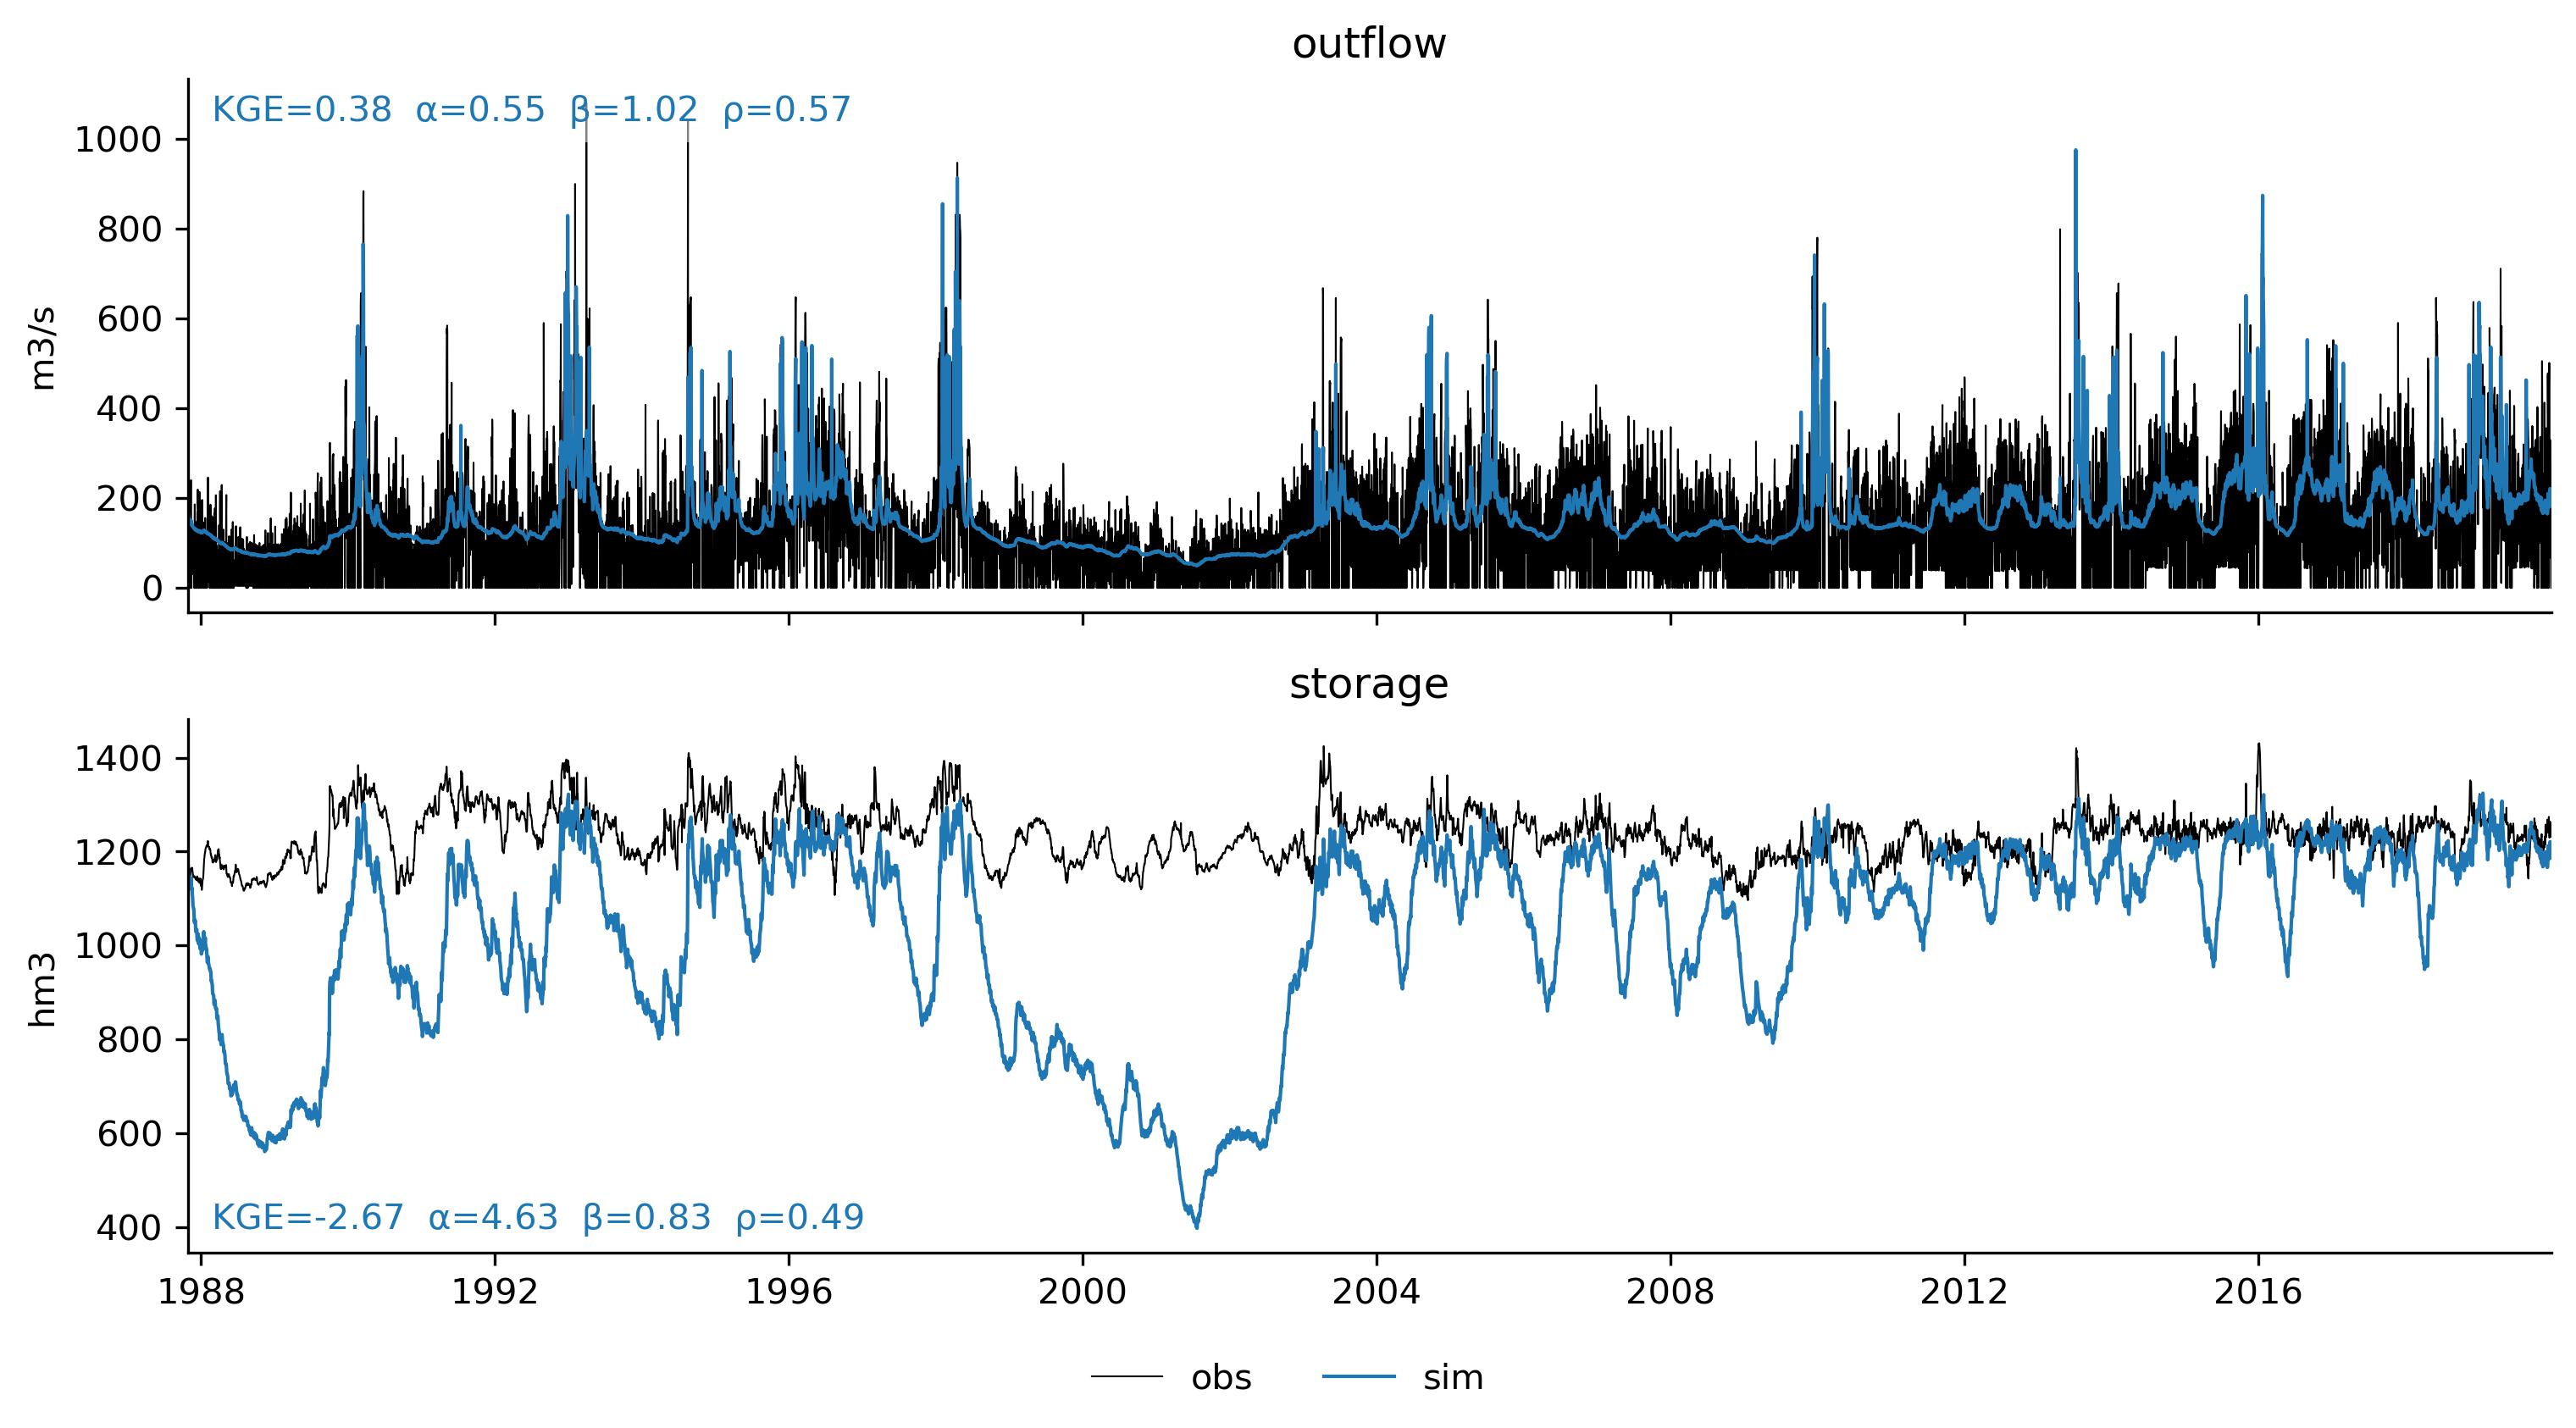 outflow
KGE=0.38 α=0.55 β=1.02 ρ=0.57
1000
800
600
400
200
0
m3/s
storage
1400
1200
1000
800
600
400
hm3
KGE=-2.67 α=4.63 β=0.83 ρ=0.49
1988 1992 1996 2000 2004 2008 2012 2016
obs sim